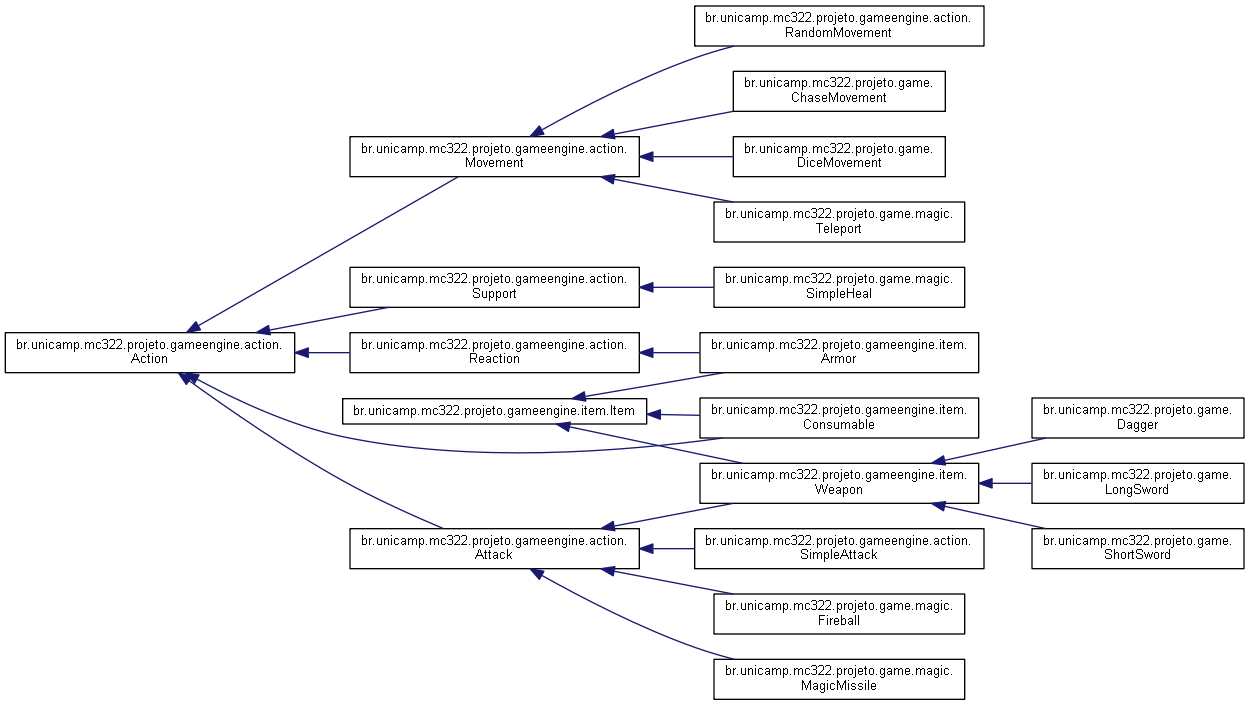 br.unicamp.mc322.projeto.gameengine.action.
RandomMovement
br.unicamp.mc322.projeto.game.
ChaseMovement
br.unicamp.mc322.projeto.gameengine.action.
Movement
br.unicamp.mc322.projeto.game.
DiceMovement
br.unicamp.mc322.projeto.game.magic.
Teleport
br.unicamp.mc322.projeto.gameengine.action.
Support
br.unicamp.mc322.projeto.game.magic.
SimpleHeal
br.unicamp.mc322.projeto.gameengine.action.
Action
br.unicamp.mc322.projeto.gameengine.action.
Reaction
br.unicamp.mc322.projeto.gameengine.item.
Armor
br.unicamp.mc322.projeto.gameengine.item.Item
br.unicamp.mc322.projeto.gameengine.item.
Consumable
br.unicamp.mc322.projeto.game.
Dagger
br.unicamp.mc322.projeto.gameengine.item.
Weapon
br.unicamp.mc322.projeto.game.
LongSword
br.unicamp.mc322.projeto.gameengine.action.
Attack
br.unicamp.mc322.projeto.gameengine.action.
SimpleAttack
br.unicamp.mc322.projeto.game.
ShortSword
br.unicamp.mc322.projeto.game.magic.
Fireball
br.unicamp.mc322.projeto.game.magic.
MagicMissile